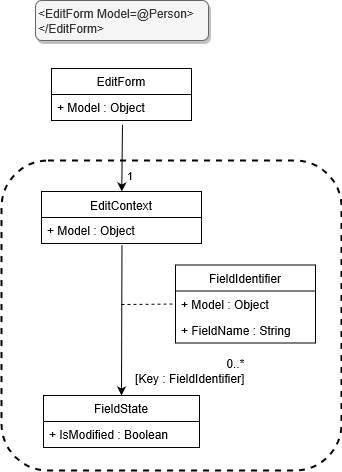 <EditForm Model=@Person>
</EditForm>
EditForm
+ Model : Object
1
EditContext
+ Model : Object
FieldIdentifier
+ Model : Object
+ FieldName : String
0..*
[Key : FieldIdentifier]
FieldState
+ IsModified : Boolean